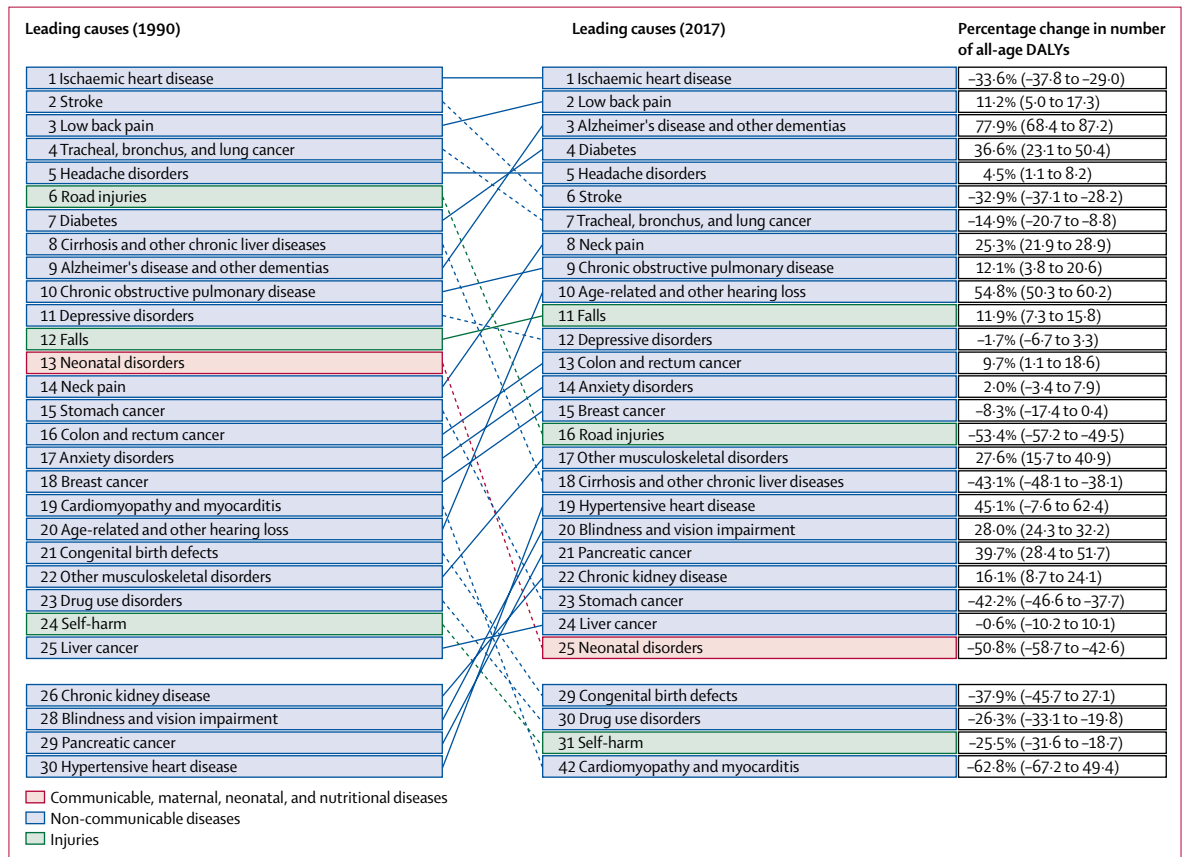 Leading causes (1990)
Leading causes (2017)
Percentage change in number
of all-age DALYs
1 Ischaemic heart disease
1 Ischaemic heart disease
–33·6% (–37·8 to –29·0)
2 Stroke
2 Low back pain
11·2% (5·0 to 17·3)
3 Low back pain
3 Alzheimer's disease and other dementias
77·9% (68·4 to 87·2)
4 Tracheal, bronchus, and lung cancer
4 Diabetes
36·6% (23·1 to 50·4)
5 Headache disorders
5 Headache disorders
4·5% (1·1 to 8·2)
6 Road injuries
6 Stroke
–32·9% (–37·1 to –28·2)
7 Diabetes
7 Tracheal, bronchus, and lung cancer
–14·9% (–20·7 to –8·8)
8 Cirrhosis and other chronic liver diseases
8 Neck pain
25·3% (21·9 to 28·9)
9 Alzheimer's disease and other dementias
9 Chronic obstructive pulmonary disease
12·1% (3·8 to 20·6)
10 Chronic obstructive pulmonary disease
10 Age-related and other hearing loss
54·8% (50·3 to 60·2)
11 Depressive disorders
11 Falls
11·9% (7·3 to 15·8)
12 Falls
12 Depressive disorders
–1·7% (–6·7 to 3·3)
13 Neonatal disorders
13 Colon and rectum cancer
9·7% (1·1 to 18·6)
14 Neck pain
14 Anxiety disorders
2·0% (–3·4 to 7·9)
15 Stomach cancer
15 Breast cancer
–8·3% (–17·4 to 0·4)
16 Colon and rectum cancer
16 Road injuries
–53·4% (–57·2 to –49·5)
17 Anxiety disorders
17 Other musculoskeletal disorders
27·6% (15·7 to 40·9)
18 Breast cancer
18 Cirrhosis and other chronic liver diseases
–43·1% (–48·1 to –38·1)
19 Cardiomyopathy and myocarditis
19 Hypertensive heart disease
45·1% (–7·6 to 62·4)
20 Age-related and other hearing loss
20 Blindness and vision impairment
28·0% (24·3 to 32·2)
21 Congenital birth defects
21 Pancreatic cancer
39·7% (28·4 to 51·7)
22 Other musculoskeletal disorders
22 Chronic kidney disease
16·1% (8·7 to 24·1)
23 Drug use disorders
23 Stomach cancer
–42·2% (–46·6 to –37·7)
24 Self-harm
24 Liver cancer
–0·6% (–10·2 to 10·1)
25 Liver cancer
25 Neonatal disorders
–50·8% (–58·7 to –42·6)
26 Chronic kidney disease
29 Congenital birth defects
–37·9% (–45·7 to 27·1)
28 Blindness and vision impairment
30 Drug use disorders
–26·3% (–33·1 to –19·8)
29 Pancreatic cancer
31 Self-harm
–25·5% (–31·6 to –18·7)
30 Hypertensive heart disease
42 Cardiomyopathy and myocarditis
–62·8% (–67·2 to 49·4)
Communicable, maternal, neonatal, and nutritional diseases
Non-communicable diseases
Injuries